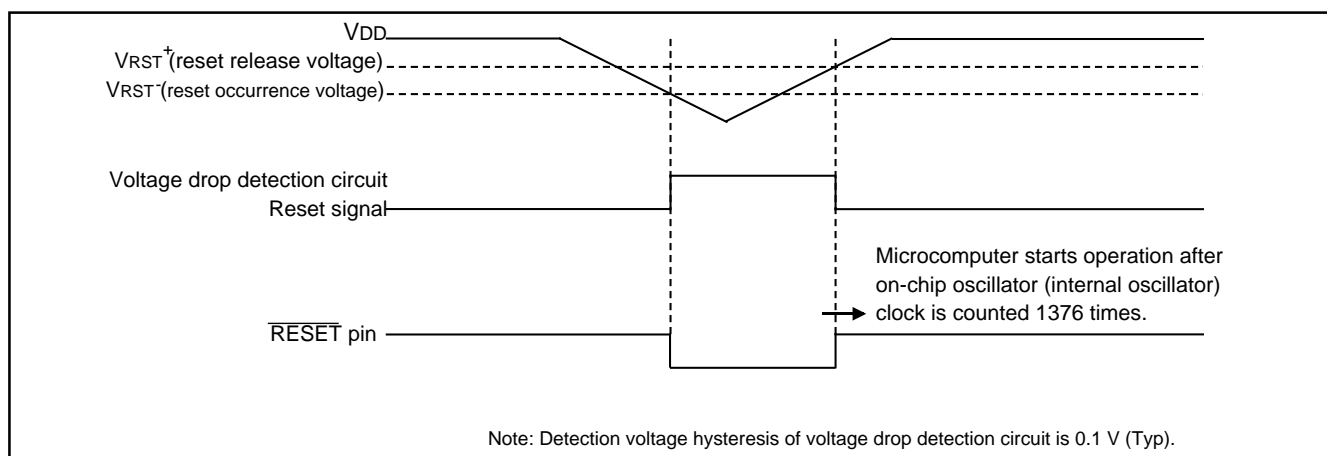 VDD
VRST+(reset release voltage)
VRST-(reset occurrence voltage)
Voltage drop detection circuit
Reset signal
Microcomputer starts operation after
on-chip oscillator (internal oscillator)
clock is counted 1376 times.
RESET pin
Note: Detection voltage hysteresis of voltage drop detection circuit is 0.1 V (Typ).